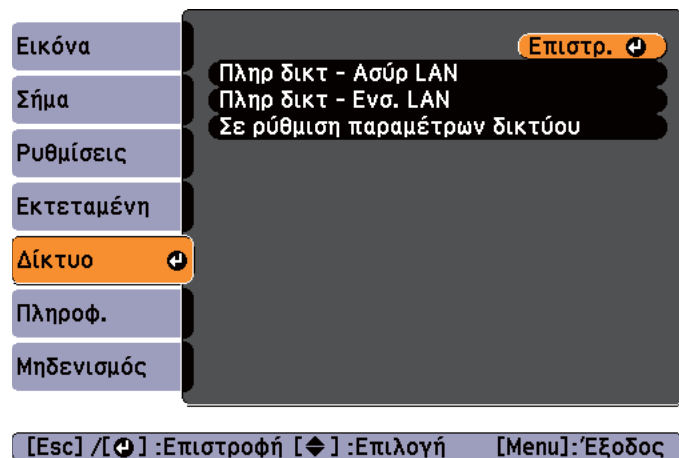 Εικόνα
Σήμα
Ρυθμίσεις
Εκτεταμένη
Δίκτυο
Πληροφ.
Μηδενισμός
Επιστρ.
Πληρ δικτ - Ασύρ LAN
Πληρ δικτ - Ενσ. LAN
Σε ρύθμιση παραμέτρων δικτύου
[Esc] /[⏎] :Επιστροφή [◆] :Επιλογή [Menu]:Έξοδος